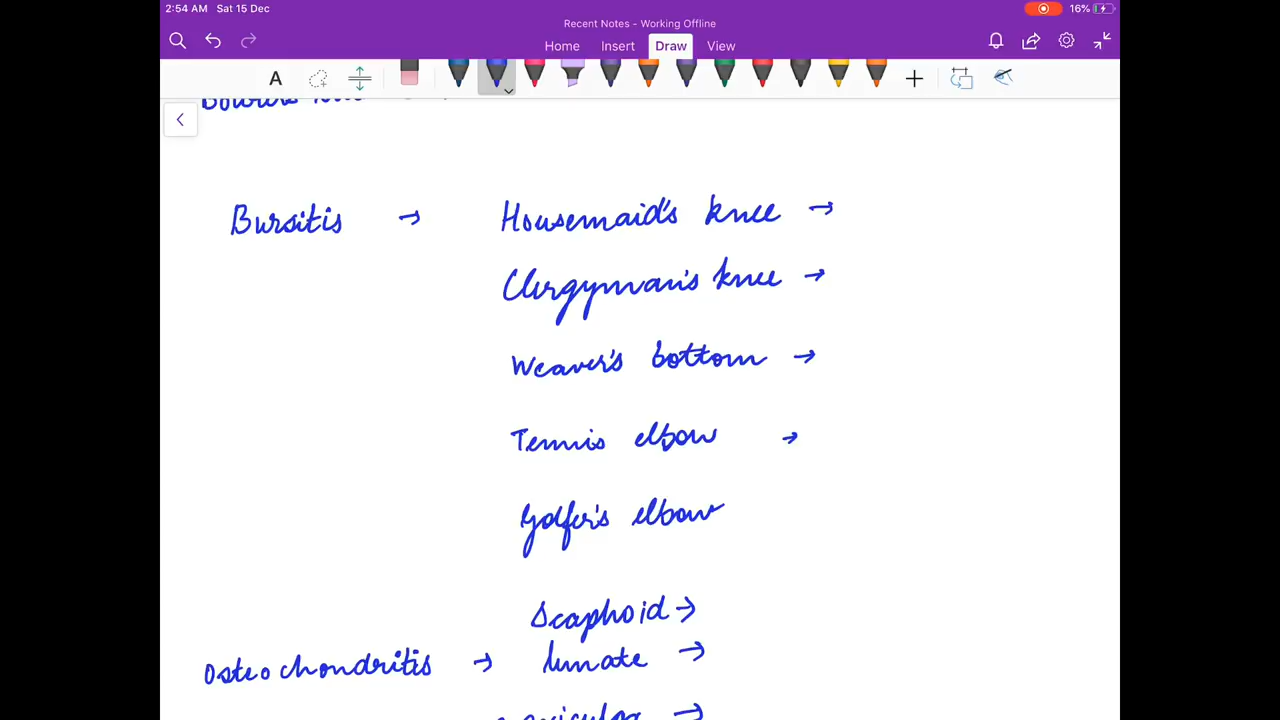 2:54 AM Sat 15 Dec 16%
Recent Notes - Working Offline
Home Insert Draw View
A
knee
Bursitis → Housemaid's knee →
Clergyman's knee →
Weaver's bottom →
Tennis elbow →
Golfer's elbow
Scaphoid →
Osteochondritis → lunate →
→